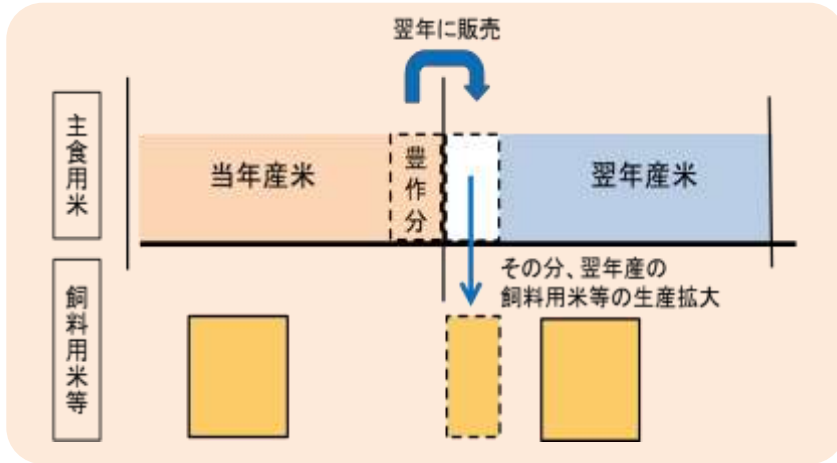 翌年に販売
主食用米
当年産米
豊作分
翌年産米
その分、翌年産の
飼料用米等の生産拡大
飼料用米等